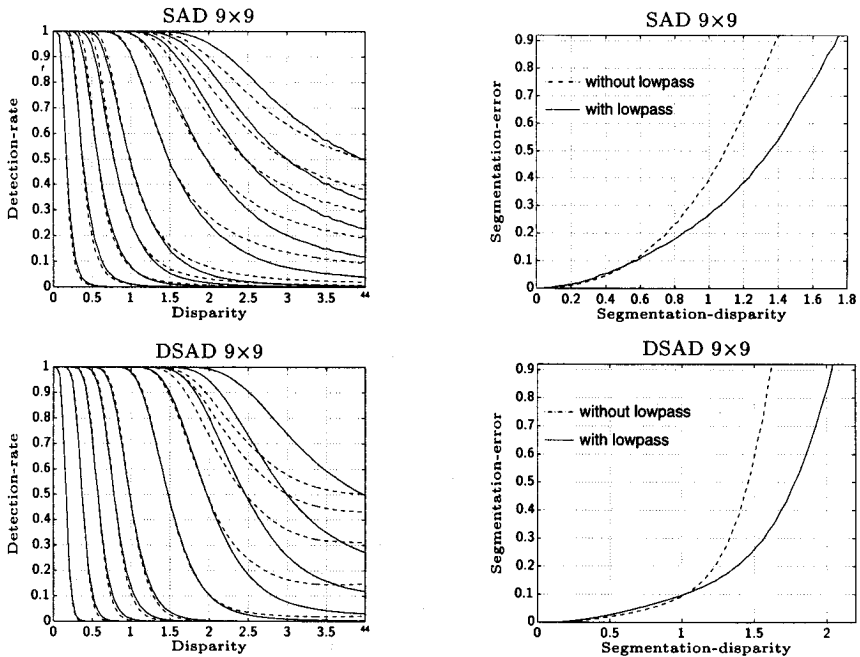 SAD 9×9
1
0.9
0.8
0.7
0.6
0.5
0.4
0.3
0.2
0.1
0
Detection-rate
0 0.5 1 1.5 2 2.5 3 3.5 44
Disparity
SAD 9×9
0.9
0.8
0.7
0.6
0.5
0.4
0.3
0.2
0.1
0
Segmentation-error
without lowpass
with lowpass
0 0.2 0.4 0.6 0.8 1 1.2 1.4 1.6 1.8
Segmentation-disparity
DSAD 9×9
1
0.9
0.8
0.7
0.6
0.5
0.4
0.3
0.2
0.1
0
Detection-rate
0 0.5 1 1.5 2 2.5 3 3.5 44
Disparity
DSAD 9×9
0.9
0.8
0.7
0.6
0.5
0.4
0.3
0.2
0.1
0
Segmentation-error
without lowpass
with lowpass
0 0.5 1 1.5 2
Segmentation-disparity